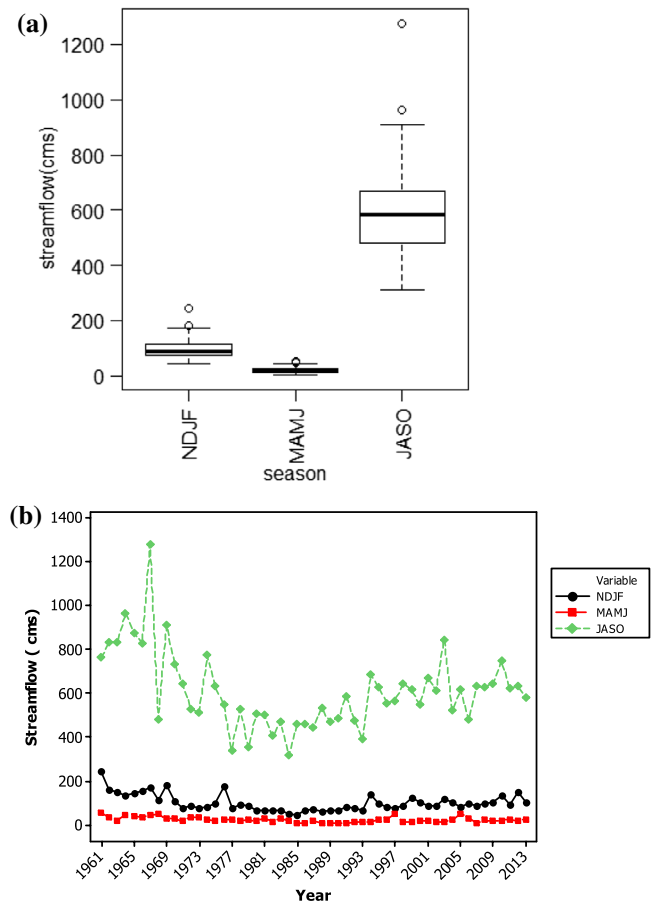 (a)
streamflow(cms)
1200
1000
800
600
400
200
0
NDJF
MAMJ
JASO
season
(b)
Streamflow ( cms)
1400
1200
1000
800
600
400
200
0
1961
1965
1969
1973
1977
1981
1985
1989
1993
1997
2001
2005
2009
2013
Year
Variable
NDJF
MAMJ
JASO